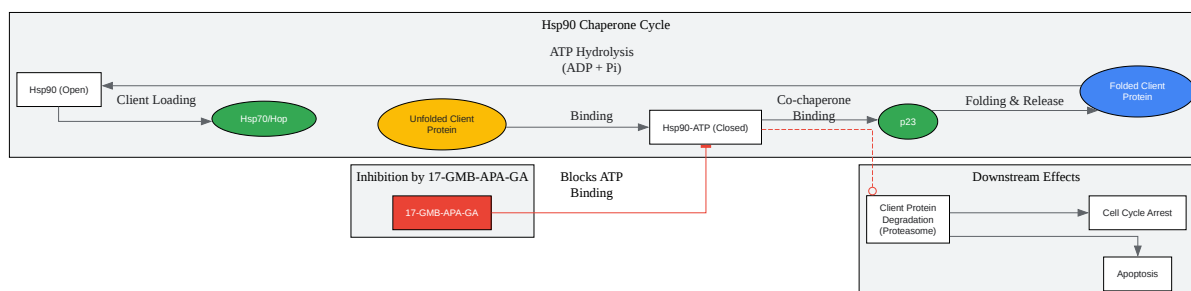 Hsp90 Chaperone Cycle
ATP Hydrolysis
(ADP + Pi)
Hsp90 (Open)
Client Loading
Hsp70/Hop
Unfolded Client
Protein
Binding
Hsp90-ATP (Closed)
Co-chaperone
Binding
p23
Folding & Release
Folded Client
Protein
Inhibition by 17-GMB-APA-GA
17-GMB-APA-GA
Blocks ATP
Binding
Downstream Effects
Client Protein
Degradation
(Proteasome)
Cell Cycle Arrest
Apoptosis